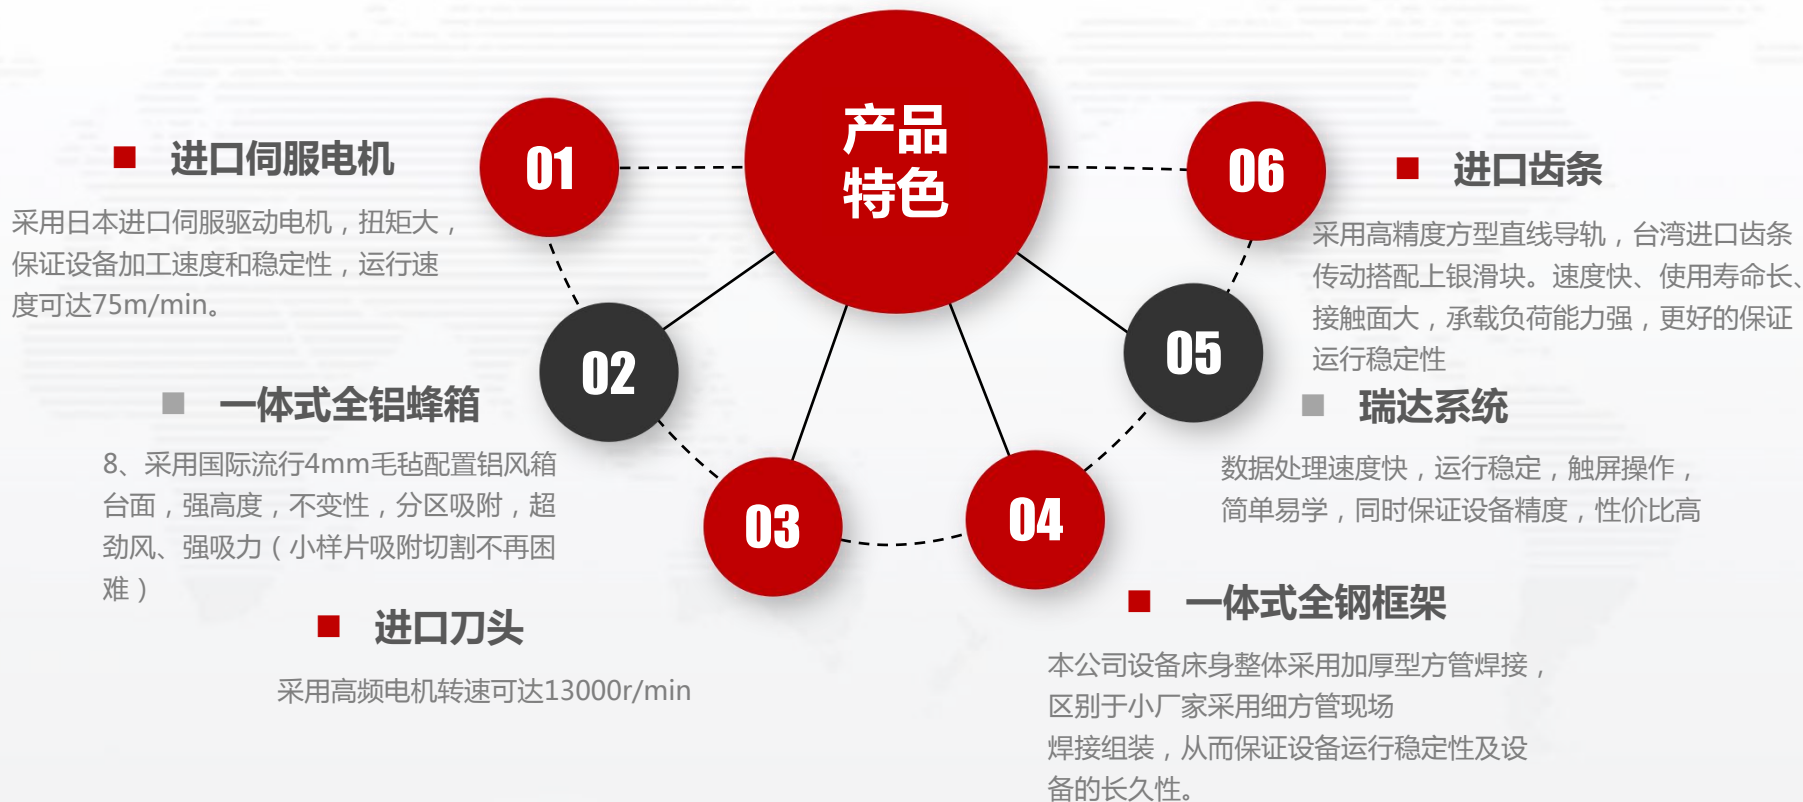 产品
特色
01
进口伺服电机
采用日本进口伺服驱动电机，扭矩大，
保证设备加工速度和稳定性，运行速
度可达75m/min。
02
一体式全铝蜂箱
8、采用国际流行4mm毛毡配置铝风箱
台面，强高度，不变性，分区吸附，超
劲风、强吸力（小样片吸附切割不再困
难）
03
进口刀头
采用高频电机转速可达13000r/min
04
一体式全钢框架
本公司设备床身整体采用加厚型方管焊接，
区别于小厂家采用细方管现场
焊接组装，从而保证设备运行稳定性及设
备的长久性。
05
瑞达系统
数据处理速度快，运行稳定，触屏操作，
简单易学，同时保证设备精度，性价比高
06
进口齿条
采用高精度方型直线导轨，台湾进口齿条
传动搭配上银滑块。速度快、使用寿命长、
接触面大，承载负荷能力强，更好的保证
运行稳定性